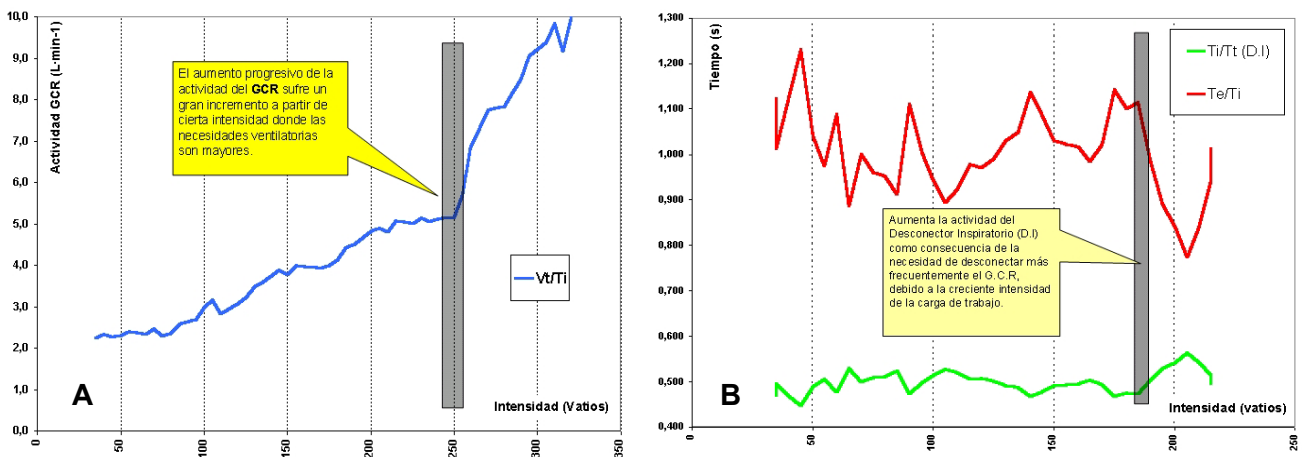 Actividad GCR (L·min-1)
10,0
9,0
8,0
7,0
6,0
5,0
4,0
3,0
2,0
1,0
0,0
El aumento progresivo de la
actividad del GCR sufre un
gran incremento a partir de
cierta intensidad donde las
necesidades ventilatorias
son mayores.
Vt/Ti
A
Intensidad (Vatios)
0
50
100
150
200
250
300
350
Tiempo (s)
1,300
1,200
1,100
1,000
0,900
0,800
0,700
0,600
0,500
0,400
Ti/Tt (D.I)
Te/Ti
Aumenta la actividad del
Desconector Inspiratorio (D.I)
como consecuencia de la
necesidad de desconectar más
frecuentemente el G.C.R,
debido a la creciente intensidad
de la carga de trabajo.
B
Intensidad (vatios)
0
50
100
150
200
250